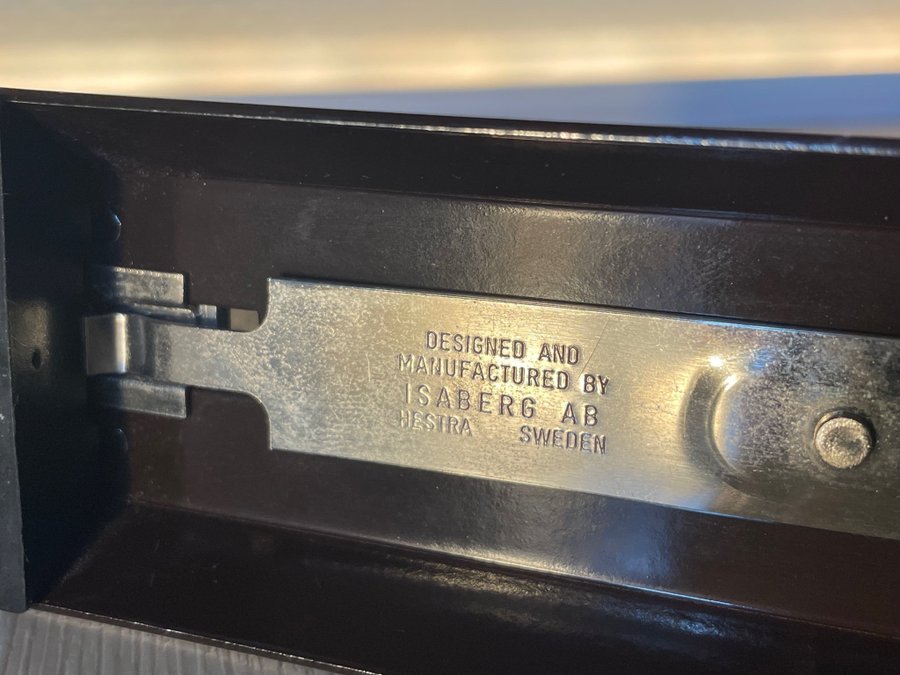 DESIGNED AND
MANUFACTURED BY
ISABERG AB
HESTRA SWEDEN